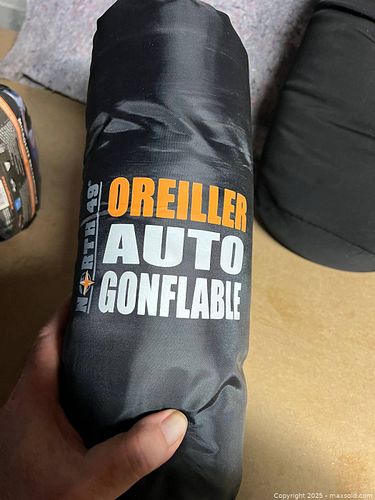 NORTH 49°
OREILLER
AUTO
GONFLABLE
Copyright 2025 - maxsold.com